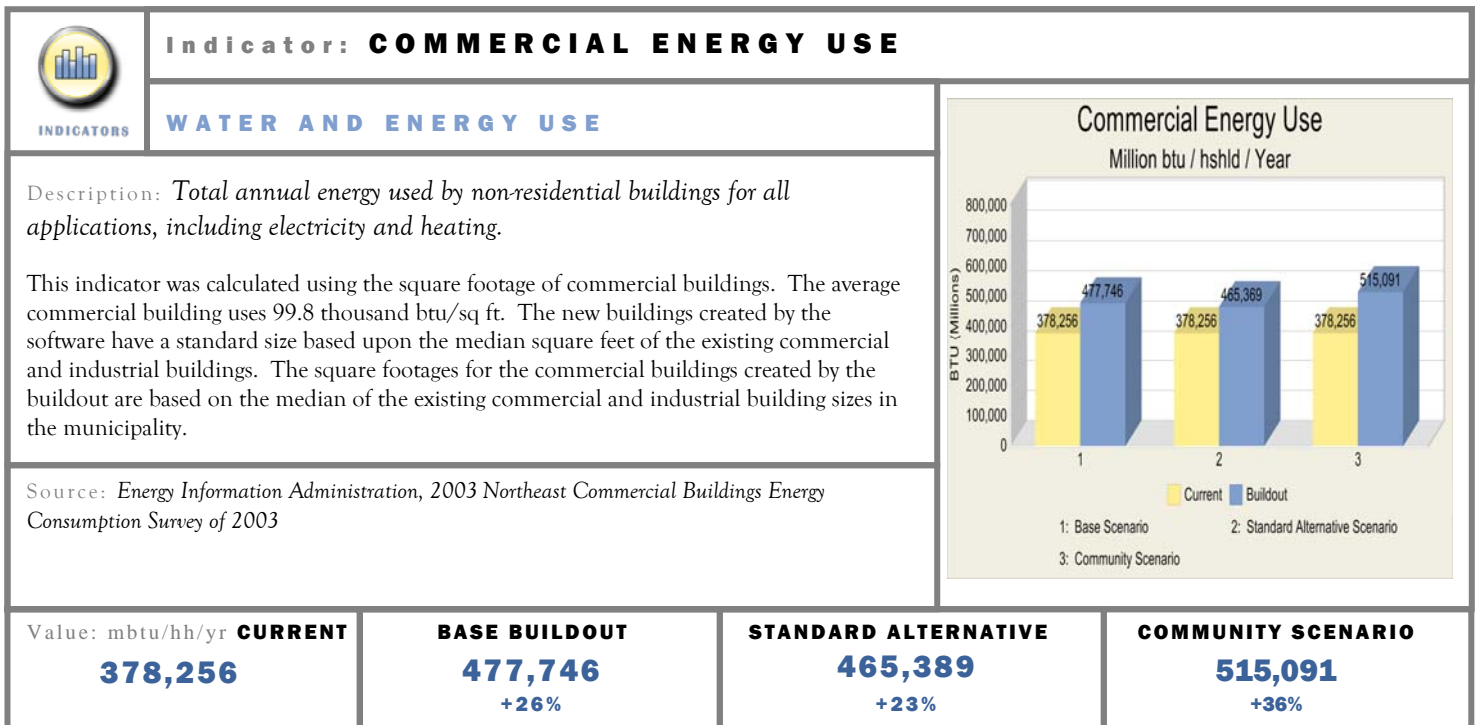 Indicator: COMMERCIAL ENERGY USE
INDICATORS
WATER AND ENERGY USE
Description: Total annual energy used by non-residential buildings for all
applications, including electricity and heating.
This indicator was calculated using the square footage of commercial buildings. The average
commercial building uses 99.8 thousand btu/sq ft. The new buildings created by the
software have a standard size based upon the median square feet of the existing commercial
and industrial buildings. The square footages for the commercial buildings created by the
buildout are based on the median of the existing commercial and industrial building sizes in
the municipality.
Source: Energy Information Administration, 2003 Northeast Commercial Buildings Energy
Consumption Survey of 2003
Commercial Energy Use
Million btu / hshld / Year
BTU (Millions)
800,000
700,000
600,000
500,000
400,000
300,000
200,000
100,000
0
378,256
477,746
378,256
465,369
378,256
515,091
1
2
3
Current
Buildout
1: Base Scenario
2: Standard Alternative Scenario
3: Community Scenario
Value: mbtu/hh/yr CURRENT
378,256
BASE BUILDOUT
477,746
+26%
STANDARD ALTERNATIVE
465,389
+23%
COMMUNITY SCENARIO
515,091
+36%